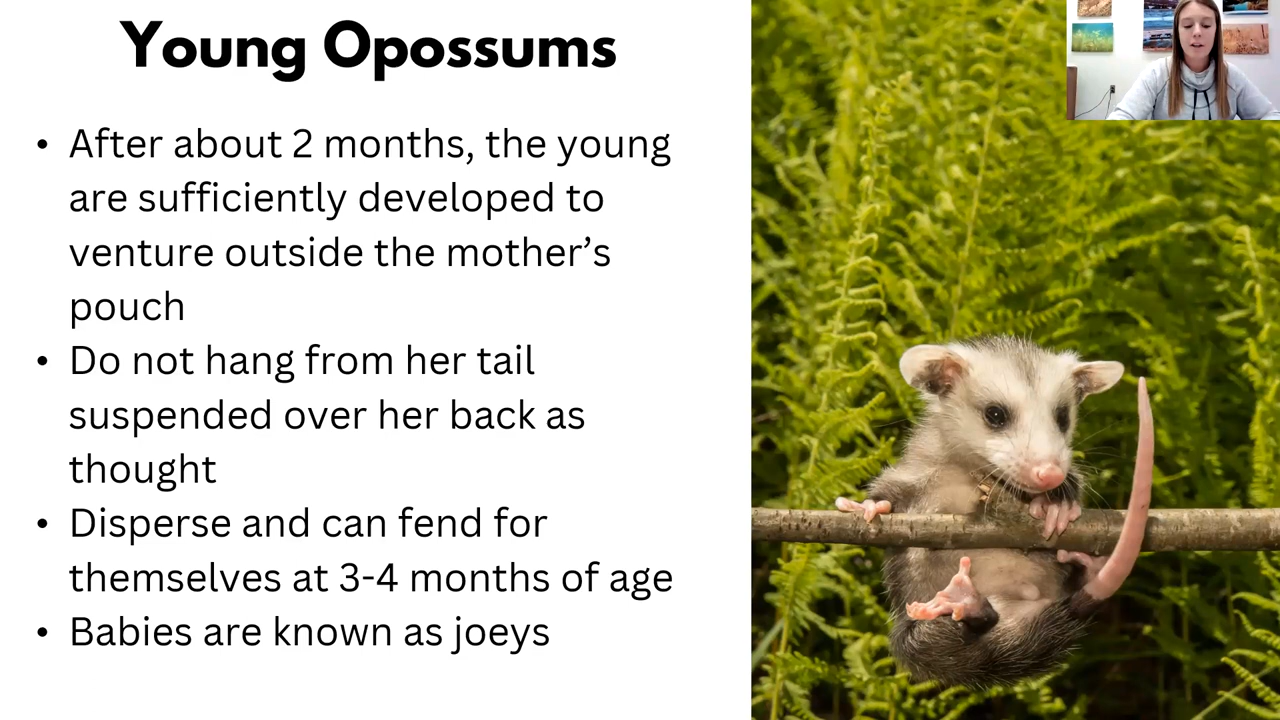 Young Opossums
• After about 2 months, the young
are sufficiently developed to
venture outside the mother’s
pouch
• Do not hang from her tail
suspended over her back as
thought
• Disperse and can fend for
themselves at 3-4 months of age
• Babies are known as joeys